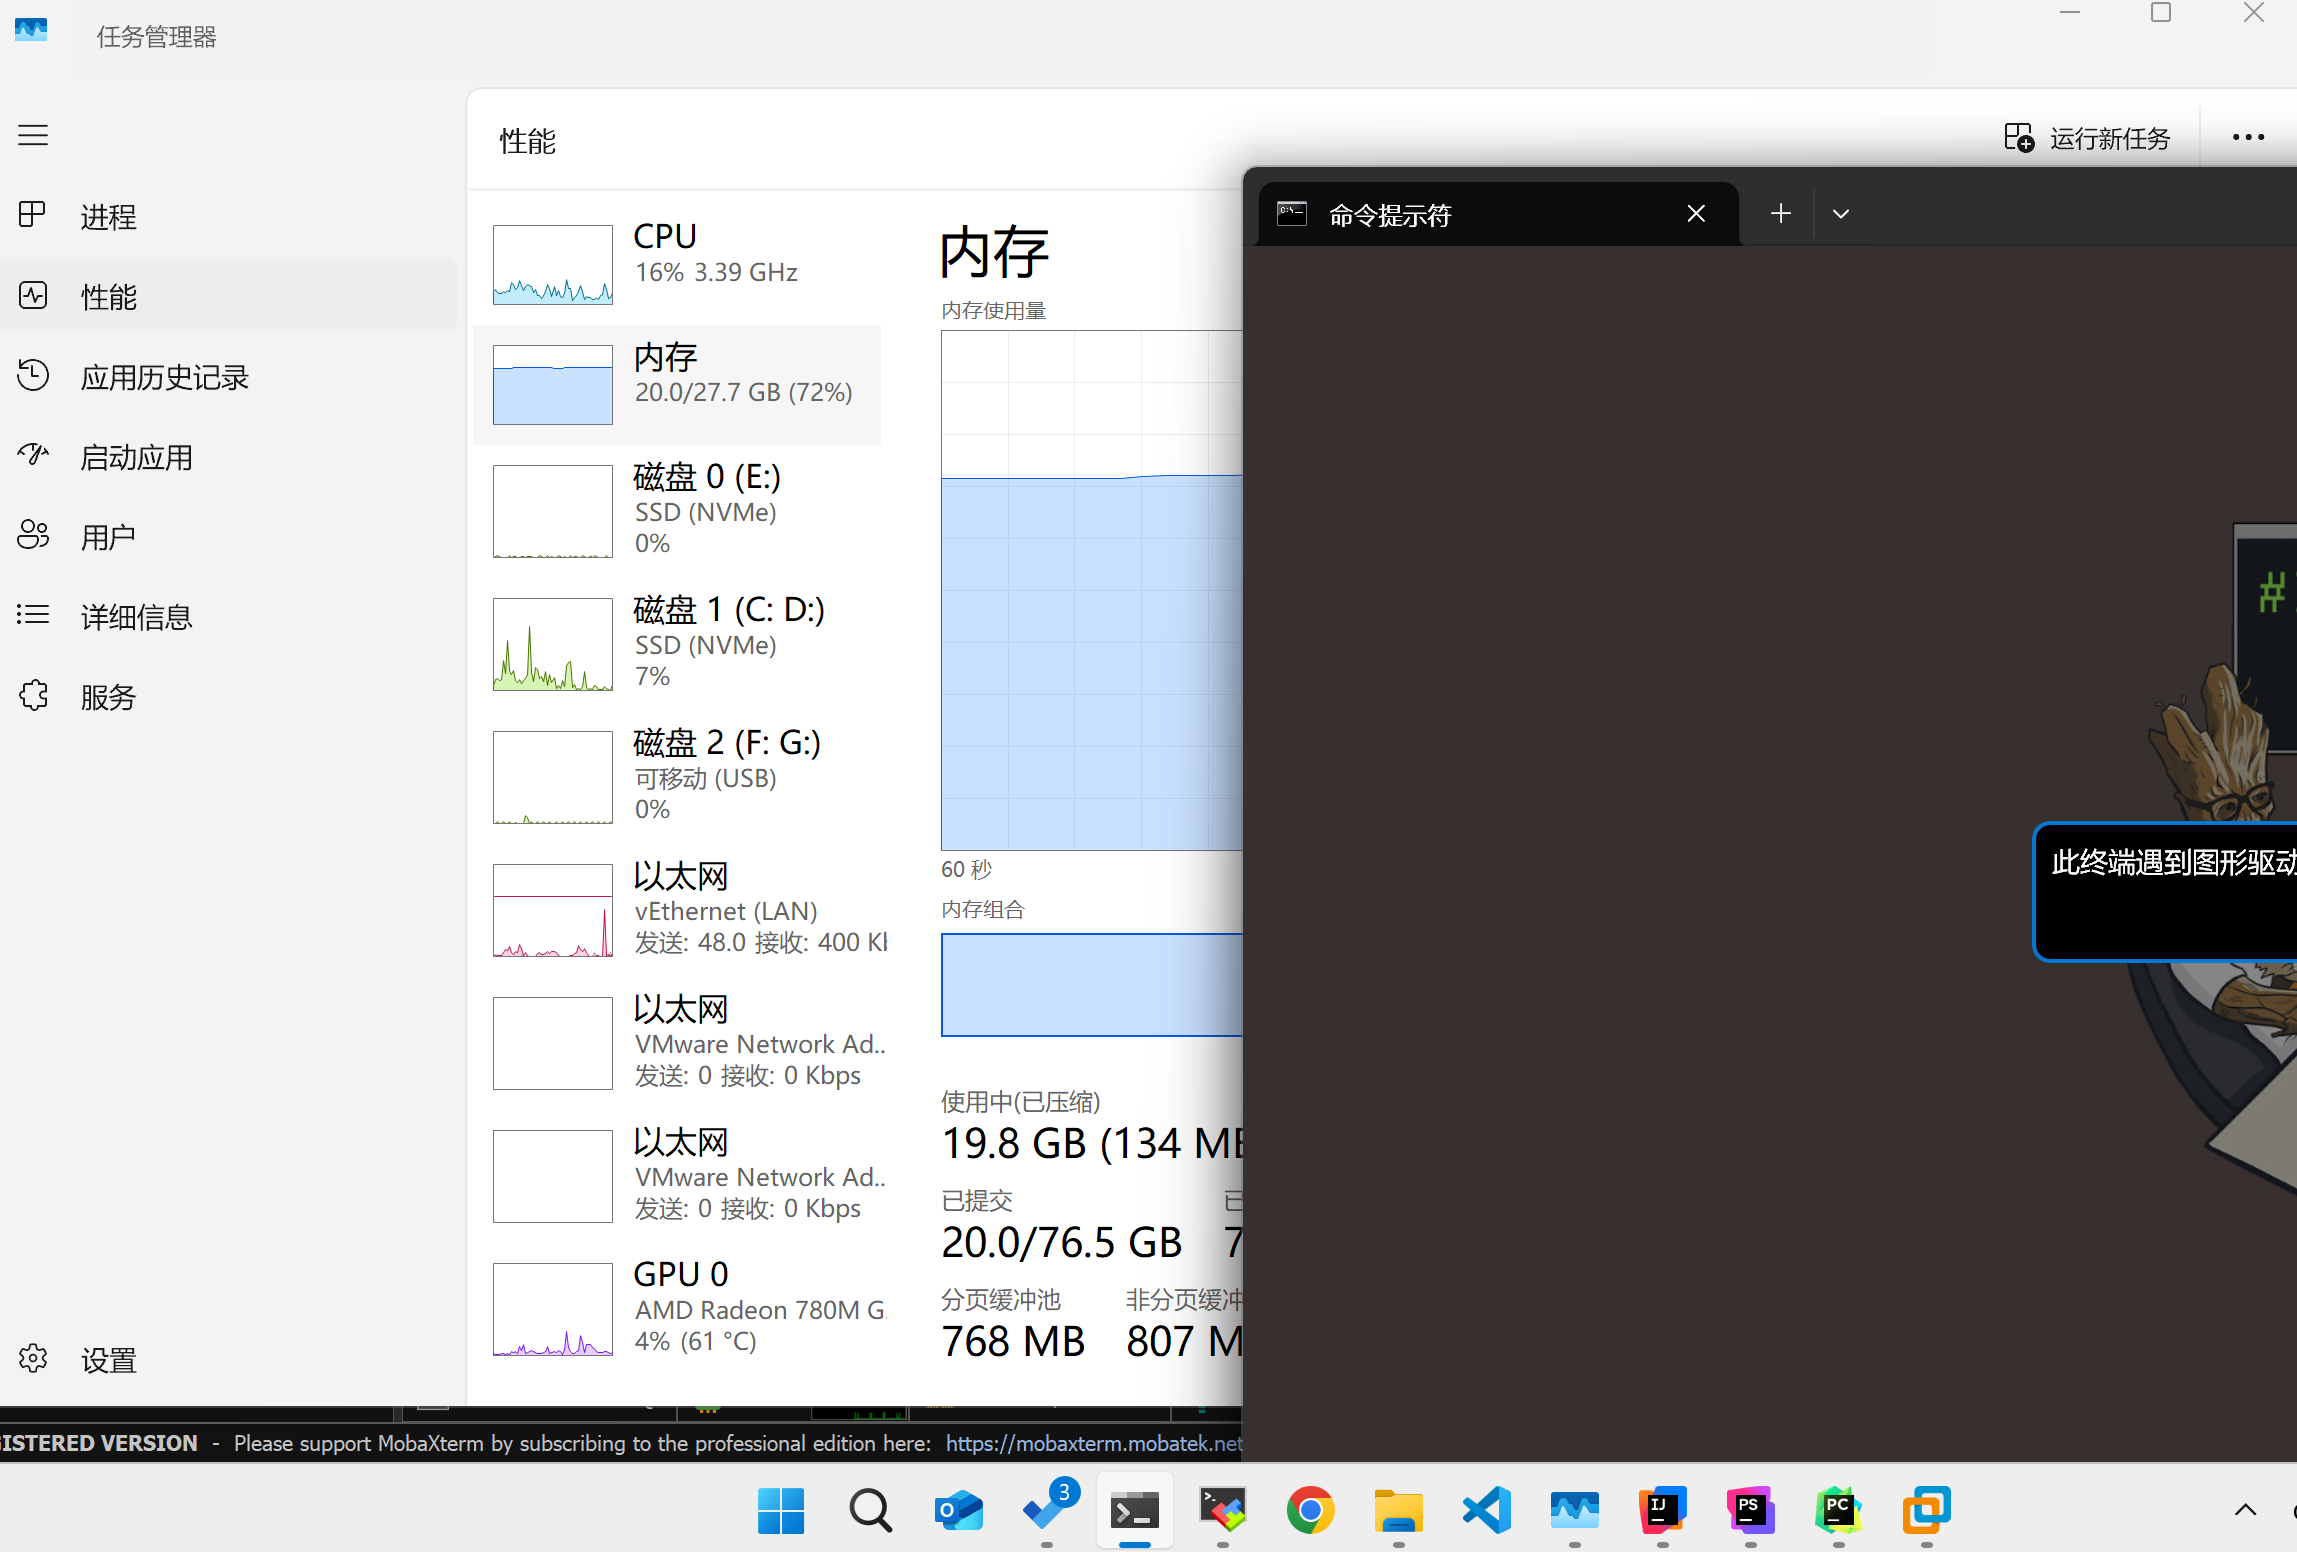 任务管理器
性能
运行新任务
进程
性能
应用历史记录
启动应用
用户
详细信息
服务
设置
CPU
16% 3.39 GHz
内存
20.0/27.7 GB (72%)
磁盘 0 (E:)
SSD (NVMe)
0%
磁盘 1 (C: D:)
SSD (NVMe)
7%
磁盘 2 (F: G:)
可移动 (USB)
0%
以太网
vEthernet (LAN)
发送: 48.0 接收: 400 Kb
以太网
VMware Network Ad..
发送: 0 接收: 0 Kbps
以太网
VMware Network Ad..
发送: 0 接收: 0 Kbps
GPU 0
AMD Radeon 780M G.
4% (61 °C)
内存
内存使用量
60 秒
内存组合
使用中(已压缩)
19.8 GB (134 MB
已提交
20.0/76.5 GB 7
分页缓冲池 非分页缓冲
768 MB 807 M
命令提示符
#
此终端遇到图形驱动
ISTERED VERSION - Please support MobaXterm by subscribing to the professional edition here: https://mobaxterm.mobatek.net
3
IJ
PS
PC